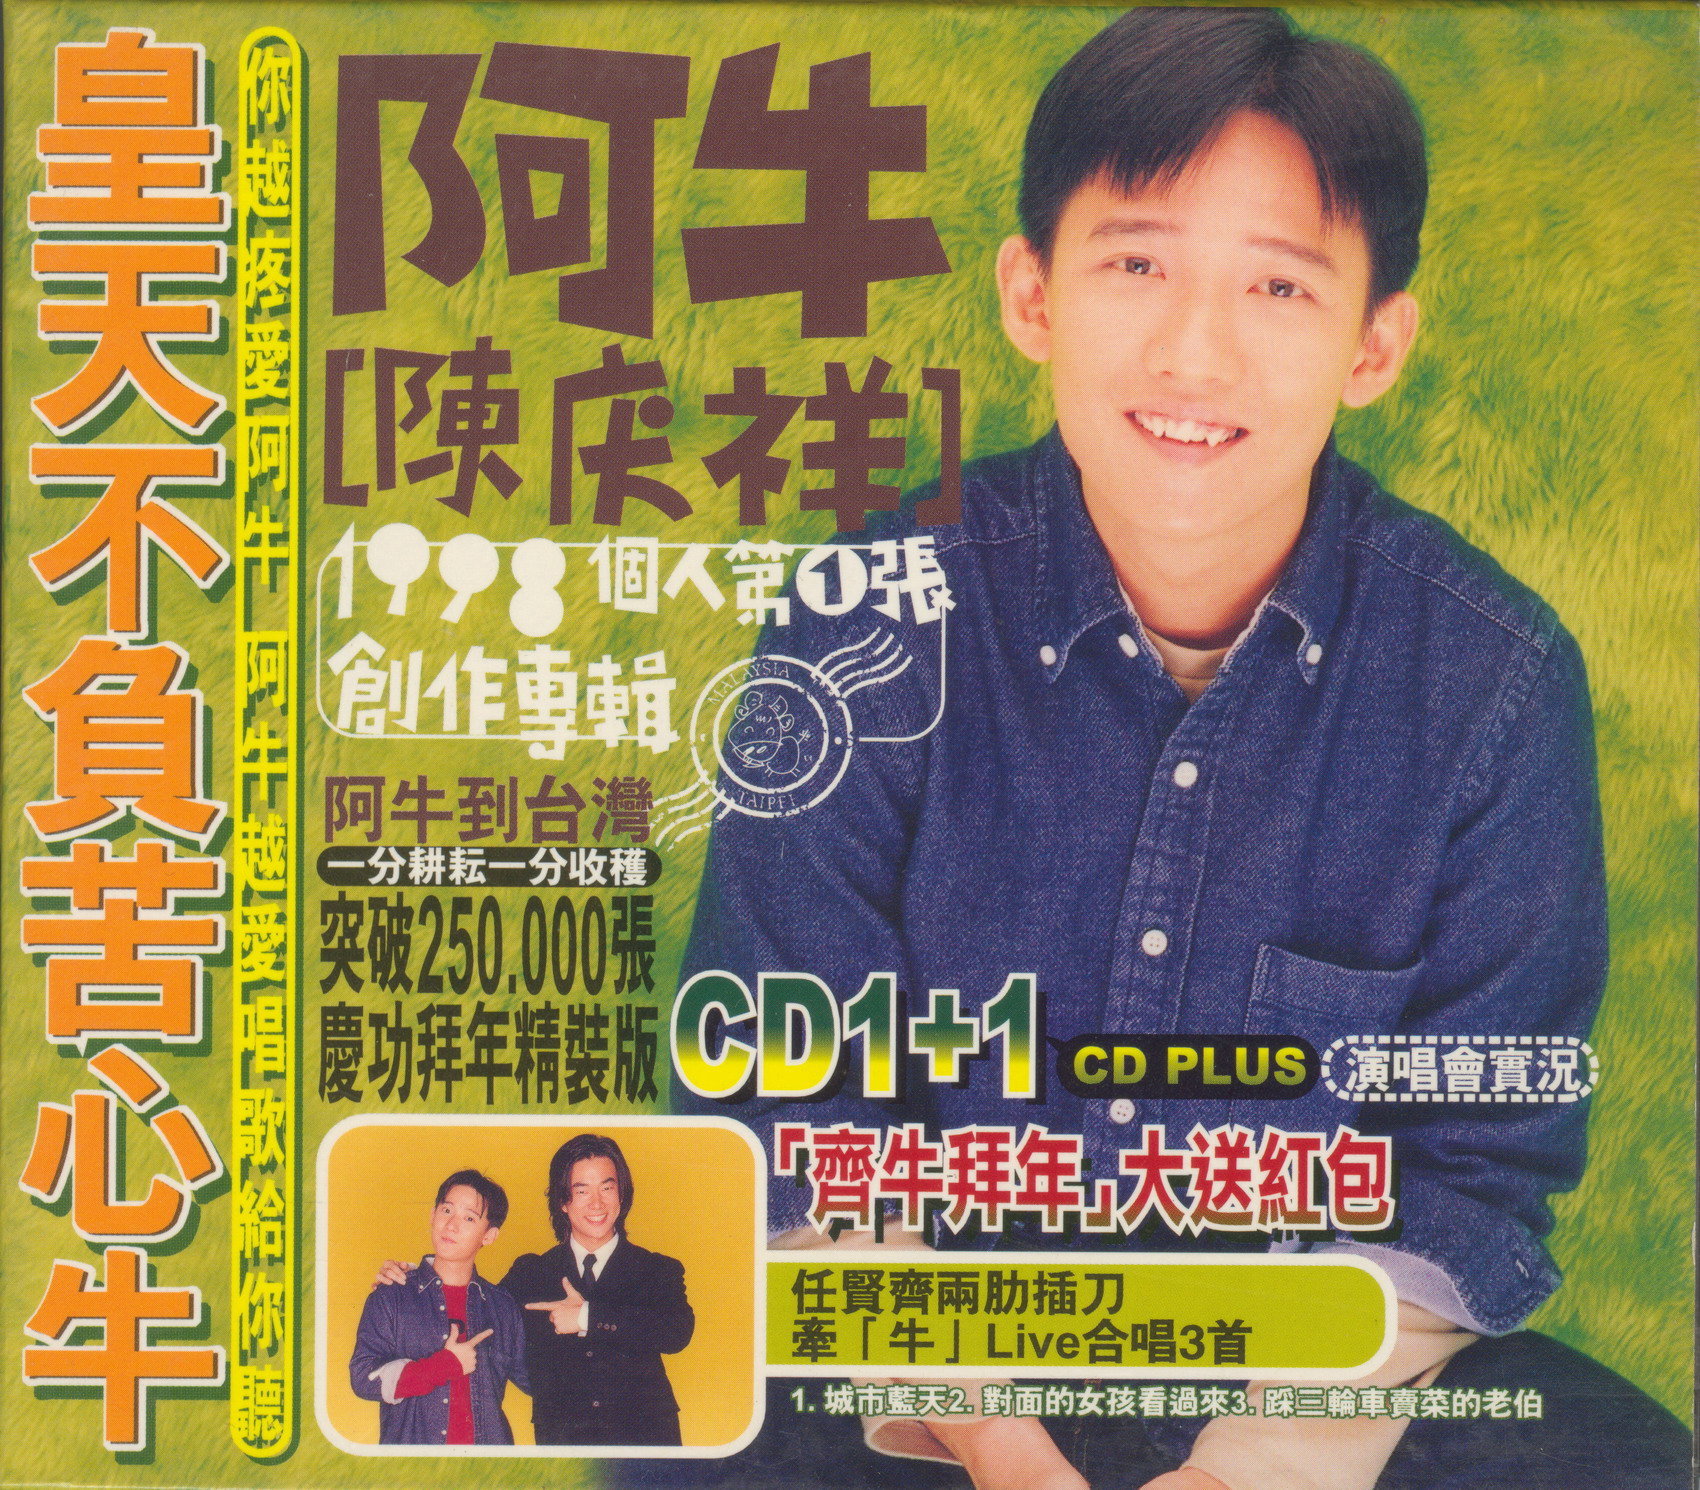 皇天不負苦心牛
你越疼愛阿牛 阿牛越愛唱歌給你聽
阿牛
[陳庆祥]
1998 個人第1張
創作專輯
MALAYSIA
TAIPEI
阿牛到台灣
一分耕耘一分收穫
突破250.000張
慶功拜年精裝版
CD1+1
CD PLUS
演唱會實況
「齊牛拜年」大送紅包
任賢齊兩肋插刀
牽「牛」Live合唱3首
1. 城市藍天2. 對面的女孩看過來3. 踩三輪車賣菜的老伯